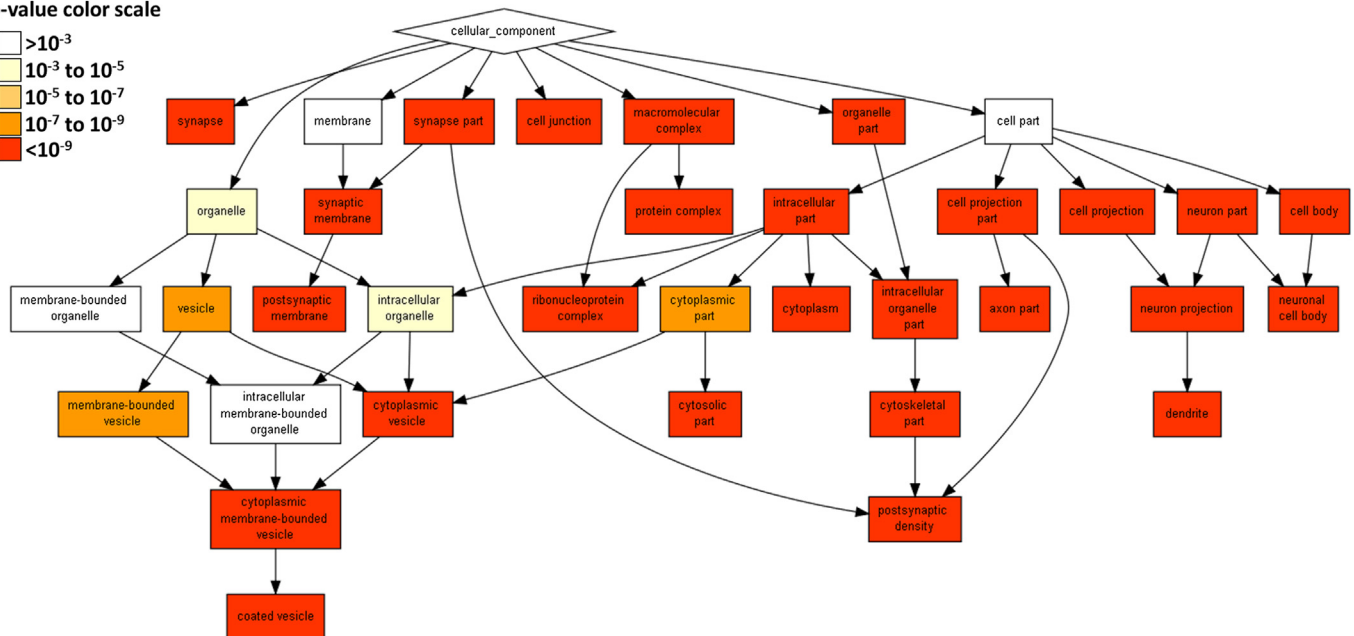 -value color scale
>10-3
10-3 to 10-5
10-5 to 10-7
10-7 to 10-9
<10-9
cellular_component
synapse
membrane
synapse part
cell junction
macromolecular
complex
organelle
part
cell part
organelle
synaptic
membrane
protein complex
intracellular
part
cell projection
part
cell projection
neuron part
cell body
membrane-bounded
organelle
vesicle
postsynaptic
membrane
intracellular
organelle
ribonucleoprotein
complex
cytoplasmic
part
cytoplasm
intracellular
organelle
part
axon part
neuron projection
neuronal
cell body
membrane-bounded
vesicle
intracellular
membrane-bounded
organelle
cytoplasmic
vesicle
cytosolic
part
cytoskeletal
part
dendrite
cytoplasmic
membrane-bounded
vesicle
postsynaptic
density
coated vesicle